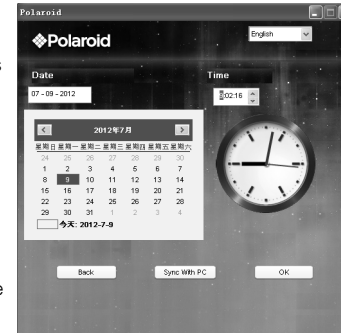 Polaroid
English
Polaroid
Date
Time
07 - 09 - 2012
:02:16
2012年7月
星期日 星期一 星期二 星期三 星期四 星期五 星期六
24 25 26 27 28 29 30
1 2 3 4 5 6 7
8 9 10 11 12 13 14
15 16 17 18 19 20 21
22 23 24 25 26 27 28
29 30 31 1 2 3 4
今天: 2012-7-9
Back
Sync With PC
OK
s
e